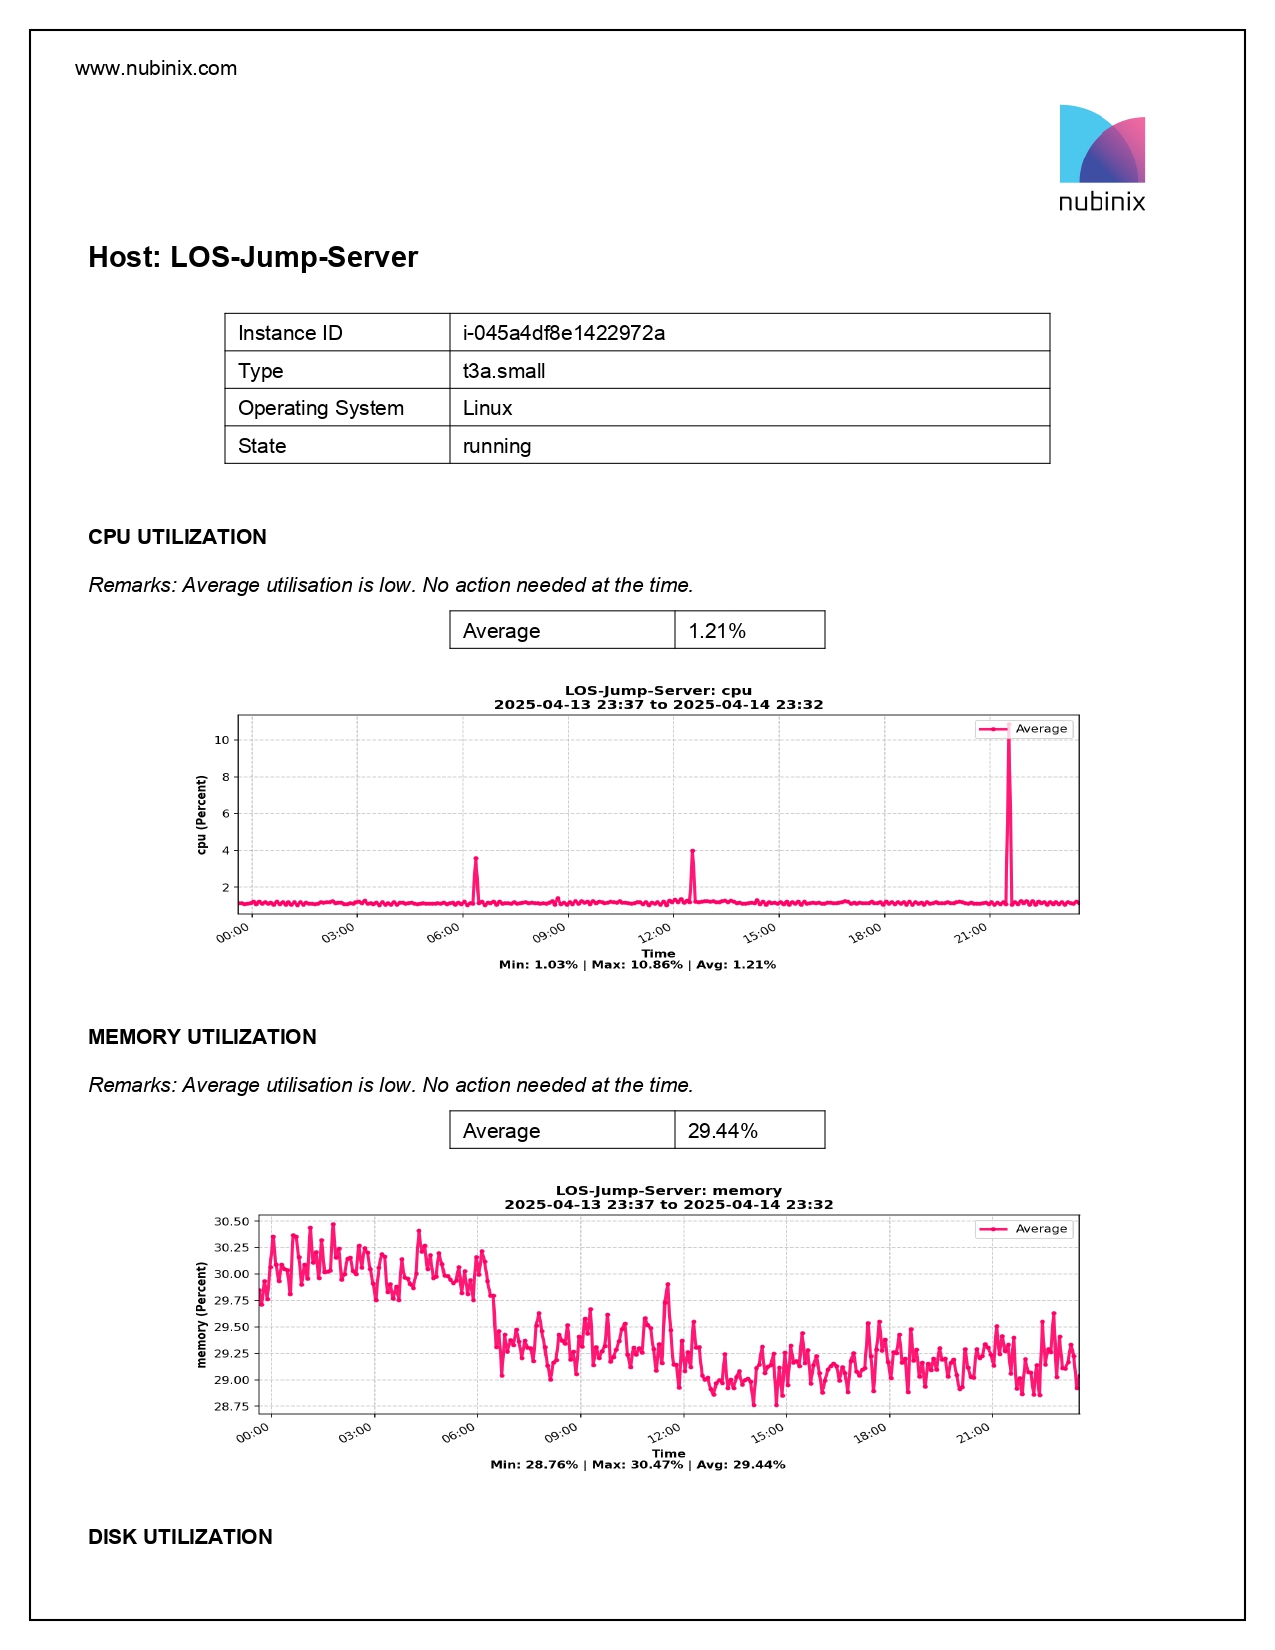 www.nubinix.com
nubinix
Host: LOS-Jump-Server
Instance ID i-045a4df8e1422972a
Type t3a.small
Operating System Linux
State running
CPU UTILIZATION
Remarks: Average utilisation is low. No action needed at the time.
Average 1.21%
LOS-Jump-Server: cpu
2025-04-13 23:37 to 2025-04-14 23:32
Average
10
8
6
4
2
cpu (Percent)
00:00 03:00 06:00 09:00 12:00 15:00 18:00 21:00
Time
Min: 1.03% | Max: 10.86% | Avg: 1.21%
MEMORY UTILIZATION
Remarks: Average utilisation is low. No action needed at the time.
Average 29.44%
LOS-Jump-Server: memory
2025-04-13 23:37 to 2025-04-14 23:32
Average
30.50
30.25
30.00
29.75
29.50
29.25
29.00
28.75
memory (Percent)
00:00 03:00 06:00 09:00 12:00 15:00 18:00 21:00
Time
Min: 28.76% | Max: 30.47% | Avg: 29.44%
DISK UTILIZATION